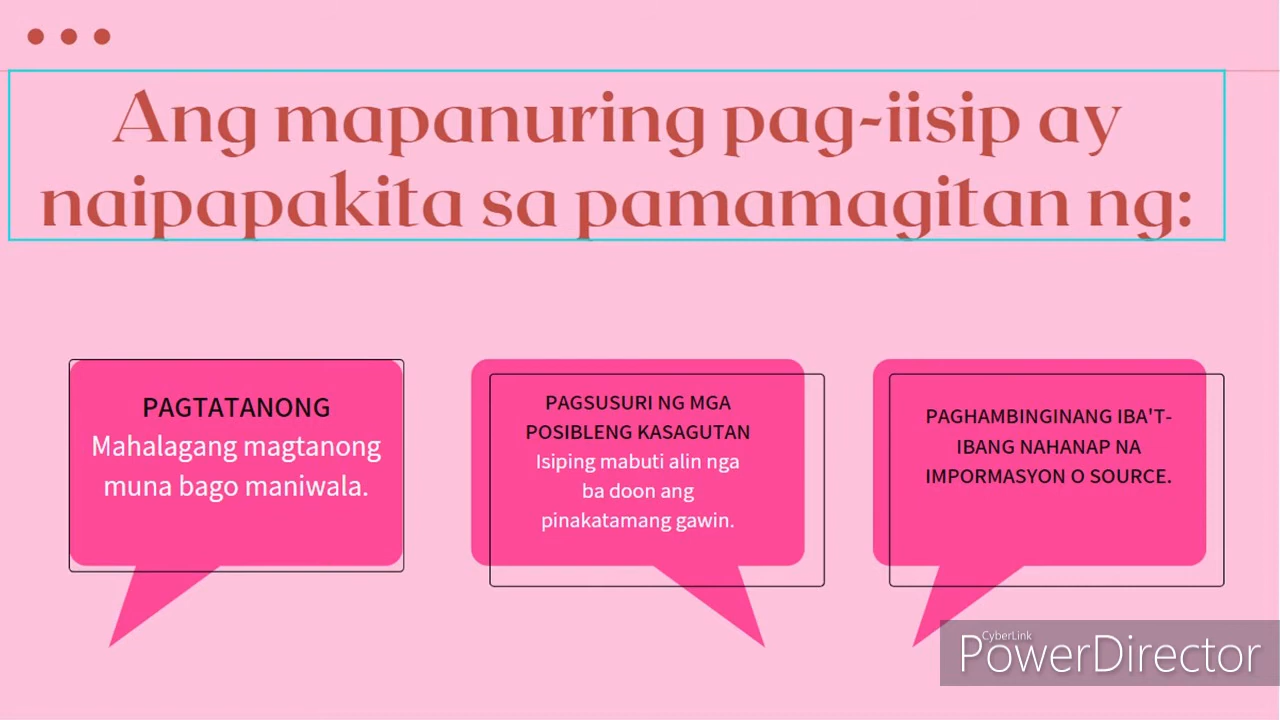 Ang mapanuring pag-iisip ay
naipapakita sa pamamagitan ng:
PAGTATANONG
Mahalagang magtanong
muna bago maniwala.
PAGSUSURI NG MGA
POSIBLENG KASAGUTAN
Isiping mabuti alin nga
ba doon ang
pinakatamang gawin.
PAGHAMBINGINANG IBA'T-
IBANG NAHANAP NA
IMPORMASYON O SOURCE.
CyberLink
PowerDirector